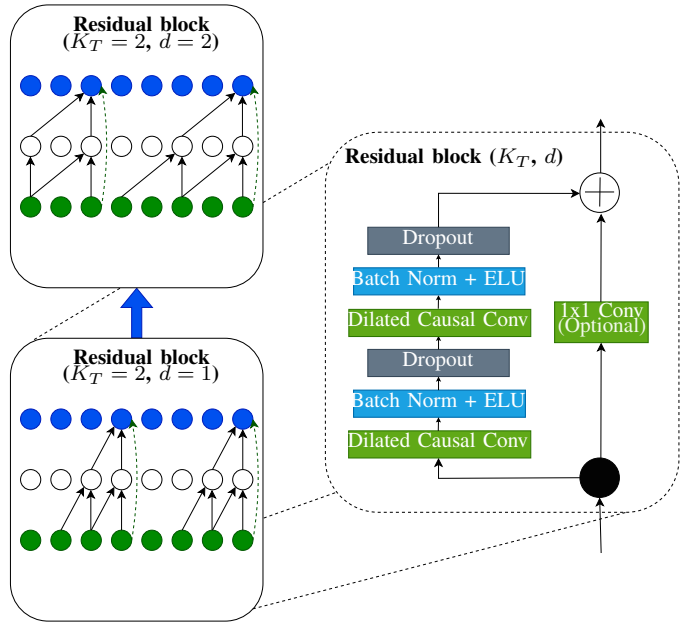 Residual block
(K_T = 2, d = 2)
Residual block (K_T, d)
Dropout
Batch Norm + ELU
Dilated Causal Conv
Dropout
Batch Norm + ELU
Dilated Causal Conv
1x1 Conv
(Optional)
Residual block
(K_T = 2, d = 1)